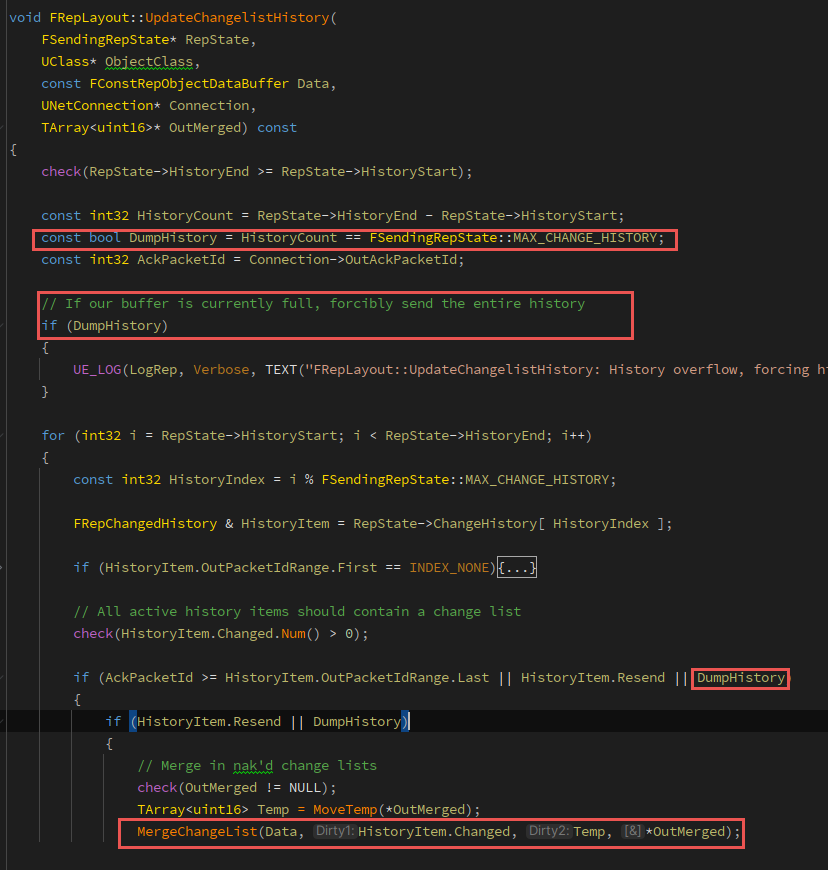 void FRepLayout::UpdateChangelistHistory(
FSendingRepState* RepState,
UClass* ObjectClass,
const FConstRepObjectDataBuffer Data,
UNetConnection* Connection,
TArray<uint16>* OutMerged) const
{
check(RepState->HistoryEnd >= RepState->HistoryStart);
const int32 HistoryCount = RepState->HistoryEnd - RepState->HistoryStart;
const bool DumpHistory = HistoryCount == FSendingRepState::MAX_CHANGE_HISTORY;
const int32 AckPacketId = Connection->OutAckPacketId;
// If our buffer is currently full, forcibly send the entire history
if (DumpHistory)
{
UE_LOG(LogRep, Verbose, TEXT("FRepLayout::UpdateChangelistHistory: History overflow, forcing hi
}
for (int32 i = RepState->HistoryStart; i < RepState->HistoryEnd; i++)
{
const int32 HistoryIndex = i % FSendingRepState::MAX_CHANGE_HISTORY;
FRepChangedHistory & HistoryItem = RepState->ChangeHistory[ HistoryIndex ];
if (HistoryItem.OutPacketIdRange.First == INDEX_NONE){...}
// All active history items should contain a change list
check(HistoryItem.Changed.Num() > 0);
if (AckPacketId >= HistoryItem.OutPacketIdRange.Last || HistoryItem.Resend || DumpHistory)
{
if (HistoryItem.Resend || DumpHistory)
{
// Merge in nak'd change lists
check(OutMerged != NULL);
TArray<uint16> Temp = MoveTemp(*OutMerged);
MergeChangeList(Data, Dirty1: HistoryItem.Changed, Dirty2: Temp, [&] *OutMerged);